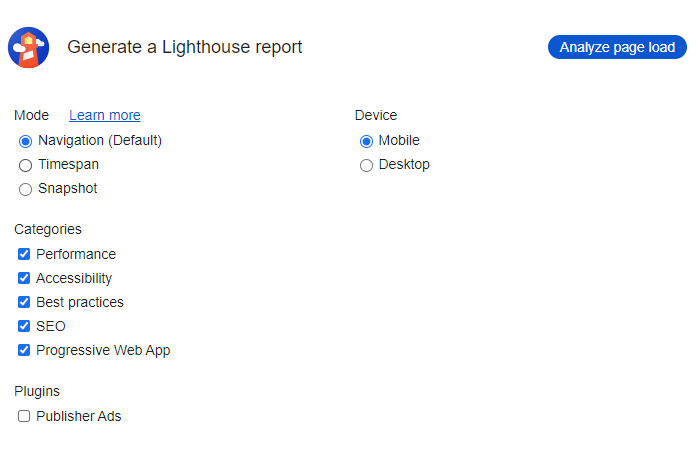 Generate a Lighthouse report
Analyze page load
Mode Learn more
Navigation (Default)
Timespan
Snapshot
Device
Mobile
Desktop
Categories
Performance
Accessibility
Best practices
SEO
Progressive Web App
Plugins
Publisher Ads